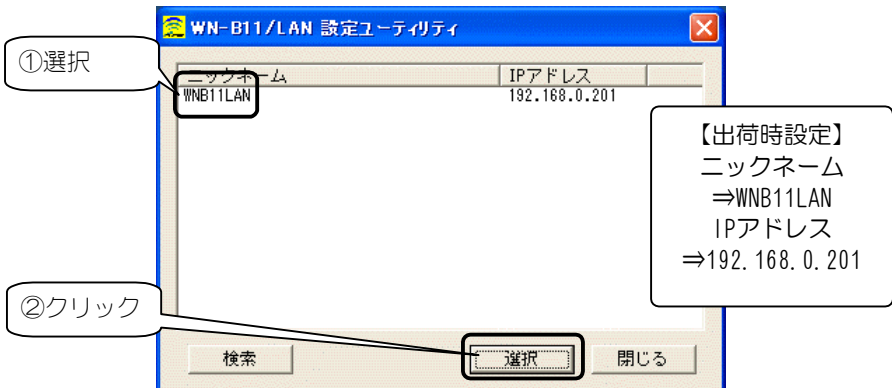 WN-B11/LAN 設定ユーティリティ
①選択
ニックネーム IPアドレス
WNB11LAN 192.168.0.201
【出荷時設定】
ニックネーム
⇒WNB11LAN
IPアドレス
⇒192.168.0.201
②クリック
検索 選択 閉じる